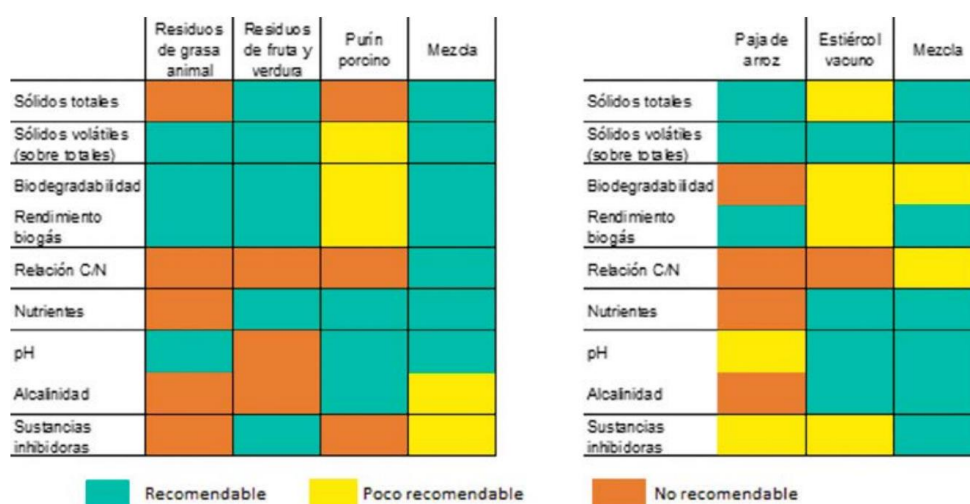 Residuos de grasa animal
Residuos de fruta y verdura
Purín porcino
Mezcla
Sólidos totales
Sólidos volátiles (sobre totales)
Biodegradabilidad
Rendimiento biogás
Relación C/N
Nutrientes
pH
Alcalinidad
Sustancias inhibidoras
Paja de arroz
Estiércol vacuno
Mezcla
Sólidos totales
Sólidos volátiles (sobre totales)
Biodegradabilidad
Rendimiento biogás
Relación C/N
Nutrientes
pH
Alcalinidad
Sustancias inhibidoras
Recomendable
Poco recomendable
No recomendable